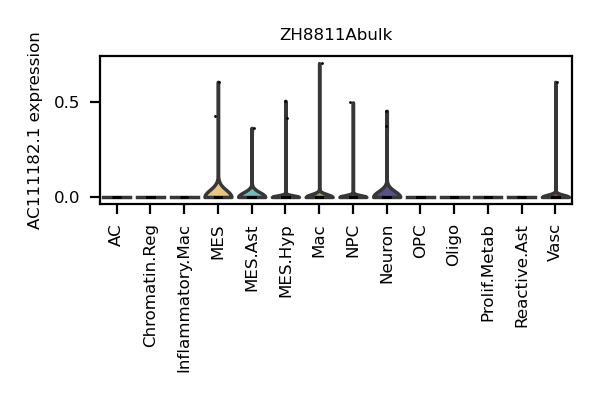 ZH8811Abulk
AC111182.1 expression
0.5
0.0
AC
Chromatin.Reg
Inflammatory.Mac
MES
MES.Ast
MES.Hyp
Mac
NPC
Neuron
OPC
Oligo
Prolif.Metab
Reactive.Ast
Vasc